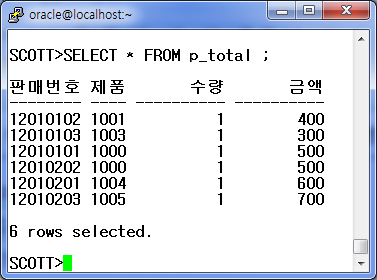 oracle@localhost:~
SCOTT>SELECT * FROM p_total ;
판매번호 제품 수량 금액
-------- ---- ---------- ----------
12010102 1001 1 400
12010103 1003 1 300
12010101 1000 1 500
12010202 1000 1 500
12010201 1004 1 600
12010203 1005 1 700
6 rows selected.
SCOTT>